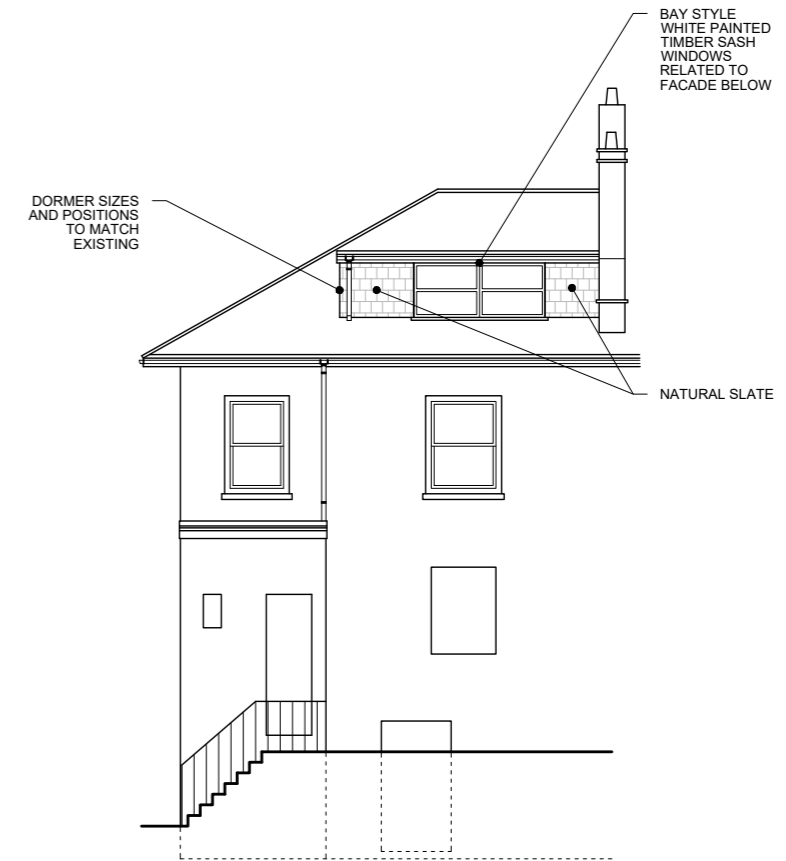 BAY STYLE
WHITE PAINTED
TIMBER SASH
WINDOWS
RELATED TO
FACADE BELOW
DORMER SIZES
AND POSITIONS
TO MATCH
EXISTING
NATURAL SLATE